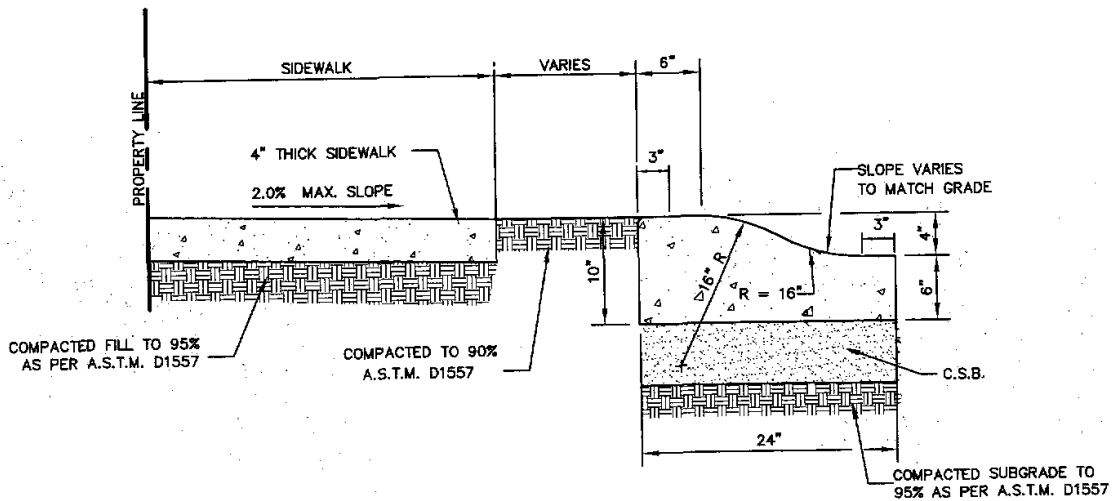 SIDEWALK
VARIES
6"
PROPERTY LINE
4" THICK SIDEWALK
3"
2.0% MAX. SLOPE
SLOPE VARIES
TO MATCH GRADE
3"
4"
10"
16" R
R = 16"
6"
COMPACTED FILL TO 95%
AS PER A.S.T.M. D1557
COMPACTED TO 90%
A.S.T.M. D1557
C.S.B.
24"
COMPACTED SUBGRADE TO
95% AS PER A.S.T.M. D1557